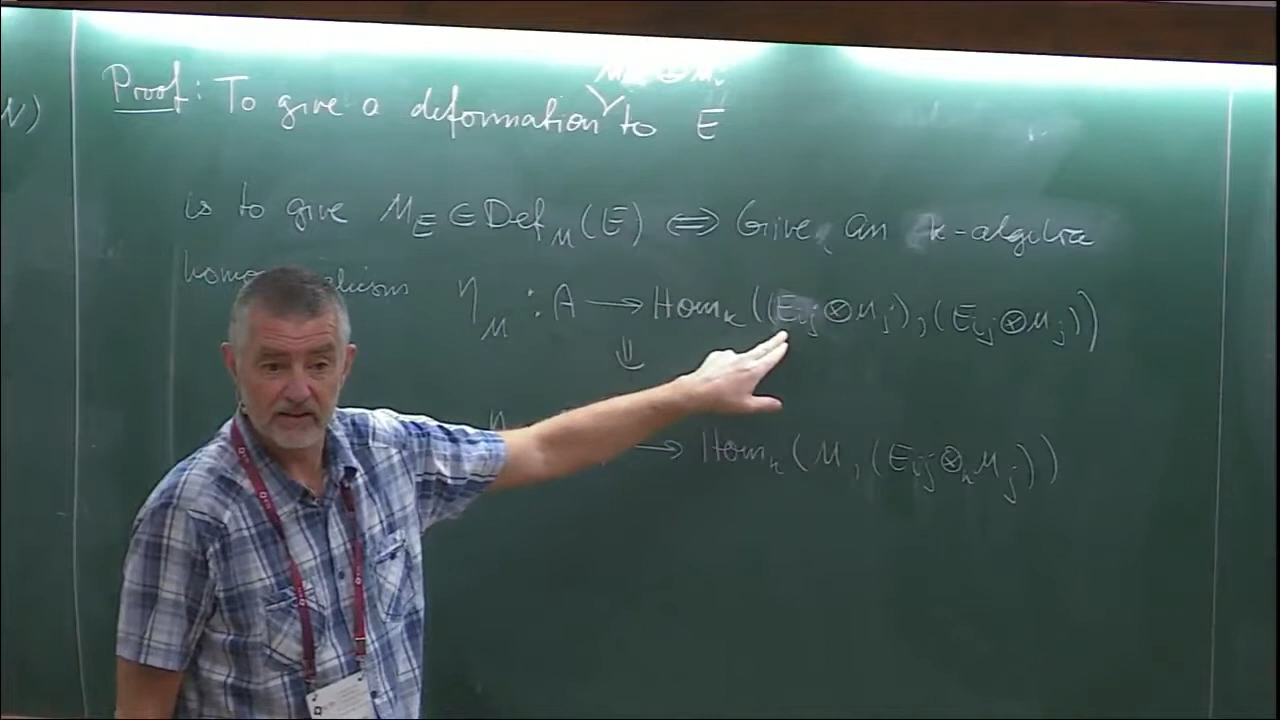 N)
Proof: To give a deformation to E
is to give M_E ∈ Def_M(E) ⇔ Give an k-algebra
η_M : A → Hom_k((E_ij ⊗ M_j), (E_ij ⊗ M_j))
⇓
→ Hom_k(M, (E_ij ⊗_k M_j))